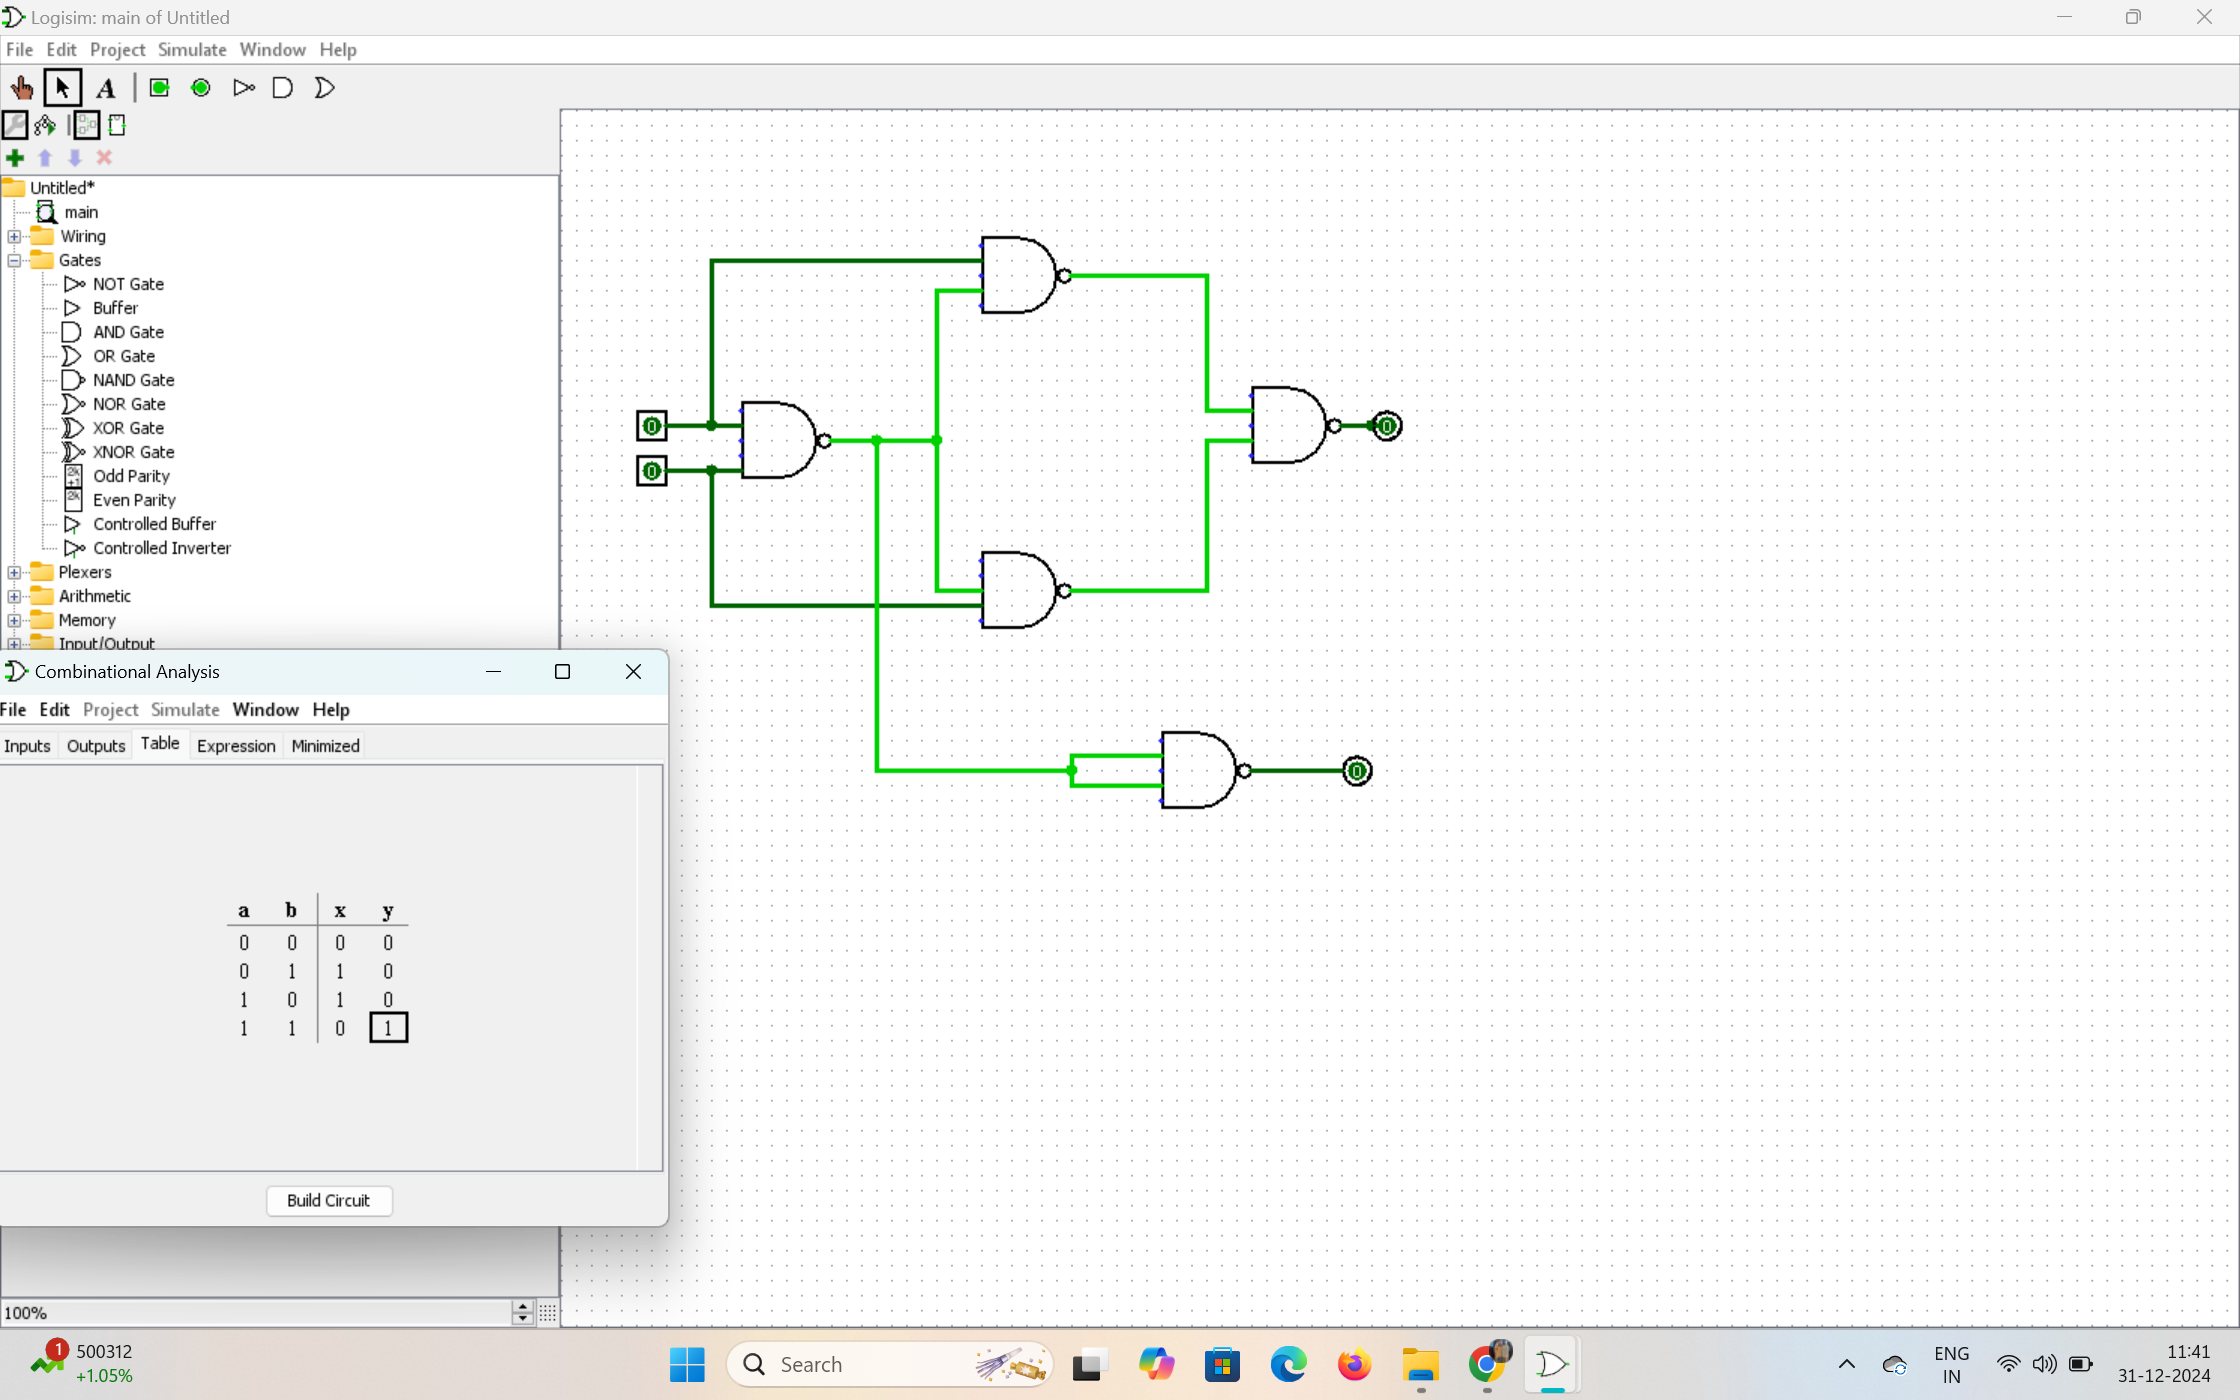 Logisim: main of Untitled
File Edit Project Simulate Window Help
A
Untitled*
main
Wiring
Gates
NOT Gate
Buffer
AND Gate
OR Gate
NAND Gate
NOR Gate
XOR Gate
XNOR Gate
2k
+1
Odd Parity
2k
Even Parity
Controlled Buffer
Controlled Inverter
Plexers
Arithmetic
Memory
Input/Output
0
0
0
0
Combinational Analysis
File Edit Project Simulate Window Help
Inputs Outputs Table Expression Minimized
a b x y
0 0 0 0
0 1 1 0
1 0 1 0
1 1 0 1
Build Circuit
100%
1
500312
+1.05%
Search
ENG
IN
11:41
31-12-2024